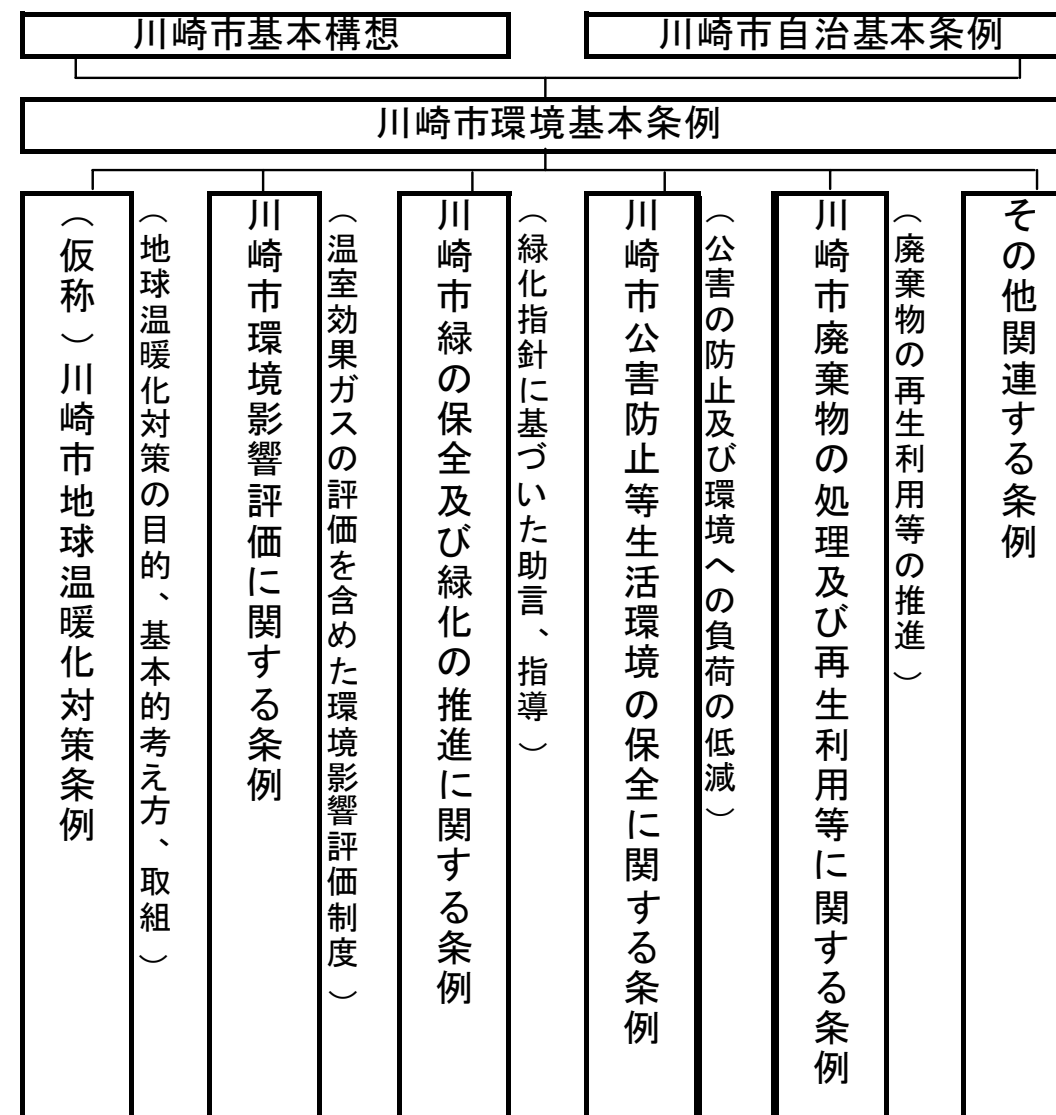 川崎市基本構想
川崎市自治基本条例
川崎市環境基本条例
（仮称）川崎市地球温暖化対策条例
（地球温暖化対策の目的、基本的考え方、取組）
川崎市環境影響評価に関する条例
（温室効果ガスの評価を含めた環境影響評価制度）
川崎市緑の保全及び緑化の推進に関する条例
（緑化指針に基づいた助言、指導）
川崎市公害防止等生活環境の保全に関する条例
（公害の防止及び環境への負荷の低減）
川崎市廃棄物の処理及び再生利用等に関する条例
（廃棄物の再生利用等の推進）
その他関連する条例